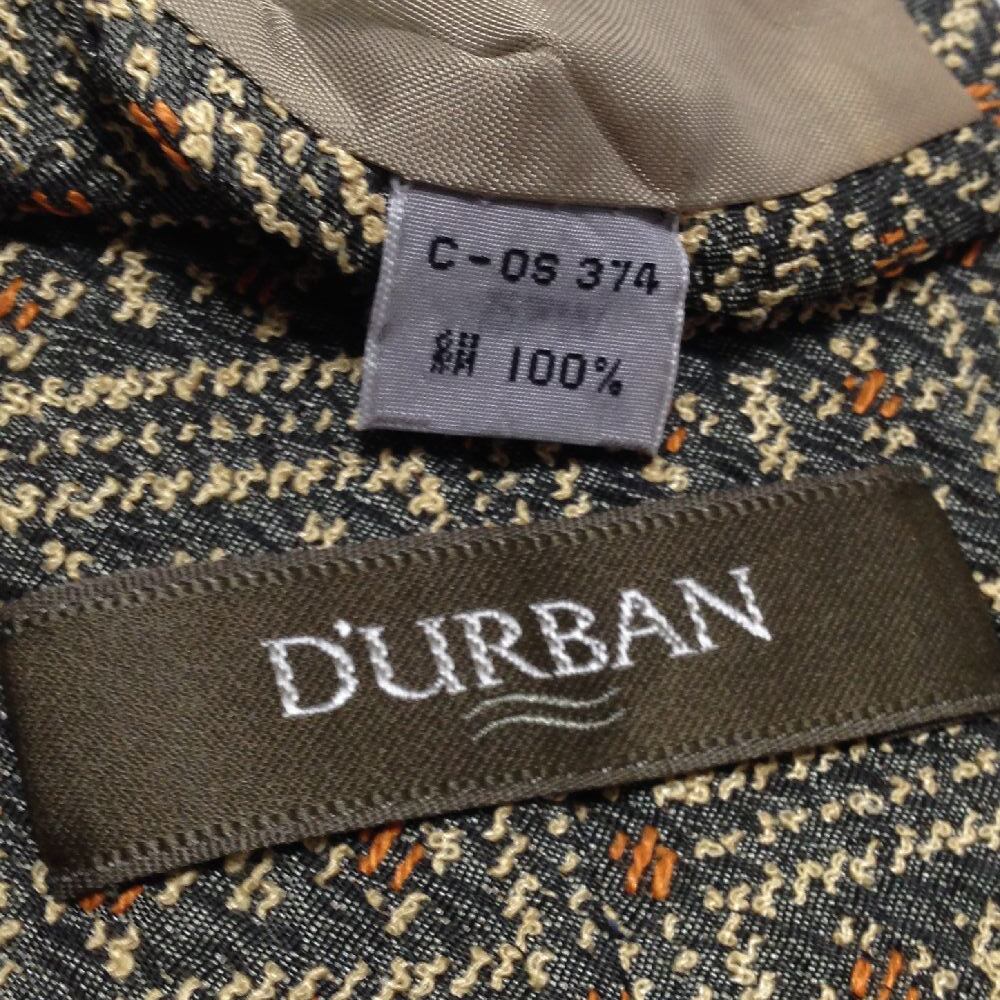 C-OS 374
絹 100%
D'URBAN